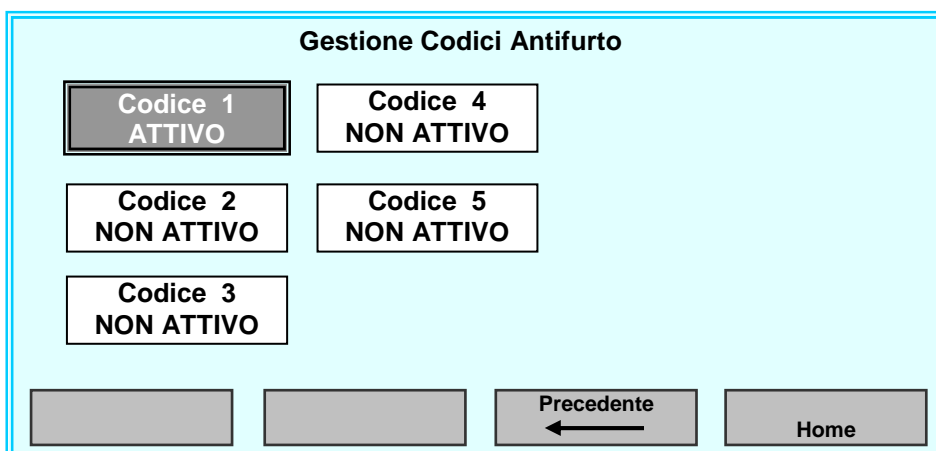 Gestione Codici Antifurto
Codice 1
ATTIVO
Codice 4
NON ATTIVO
Codice 2
NON ATTIVO
Codice 5
NON ATTIVO
Codice 3
NON ATTIVO
Precedente
Home